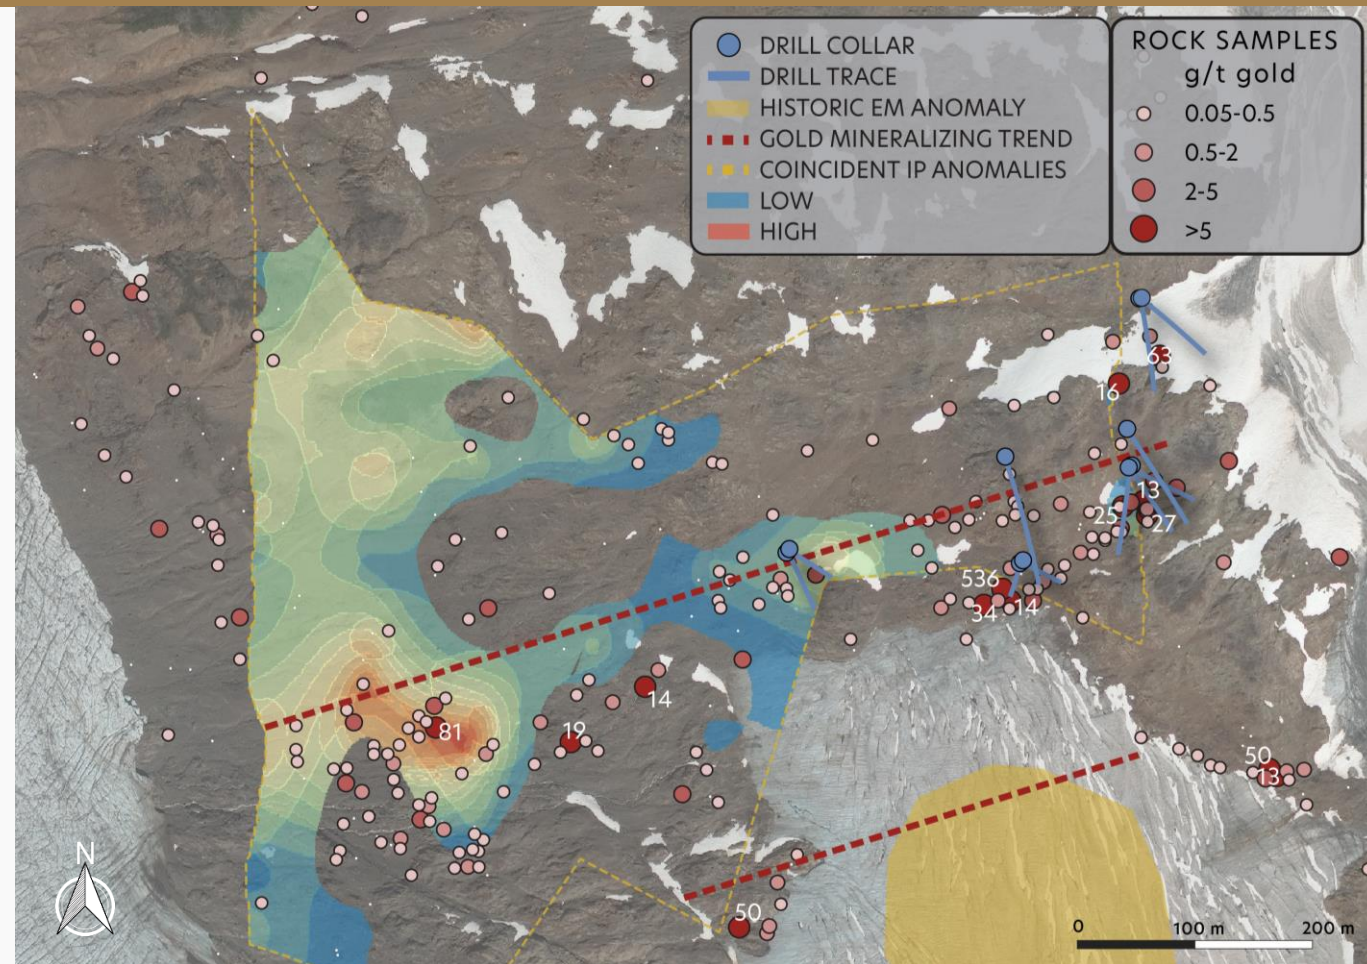 DRILL COLLAR
DRILL TRACE
HISTORIC EM ANOMALY
GOLD MINERALIZING TREND
COINCIDENT IP ANOMALIES
LOW
HIGH
ROCK SAMPLES
g/t gold
0.05-0.5
0.5-2
2-5
>5
63
16
13
25
27
536
34
14
14
19
81
50
13
50
N
0
100 m
200 m